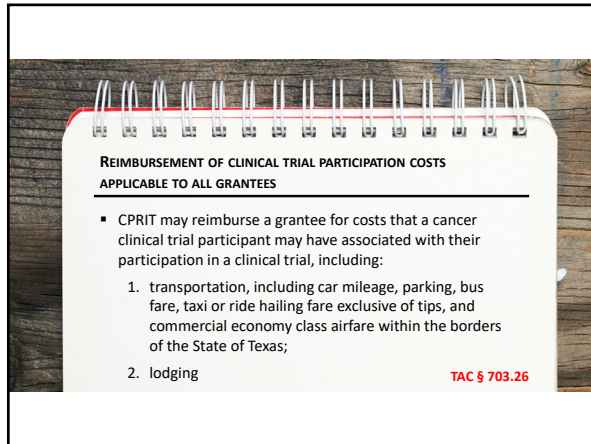 REIMBURSEMENT OF CLINICAL TRIAL PARTICIPATION COSTS
APPLICABLE TO ALL GRANTEES
▪ CPRIT may reimburse a grantee for costs that a cancer
clinical trial participant may have associated with their
participation in a clinical trial, including:
1. transportation, including car mileage, parking, bus
fare, taxi or ride hailing fare exclusive of tips, and
commercial economy class airfare within the borders
of the State of Texas;
2. lodging
TAC § 703.26